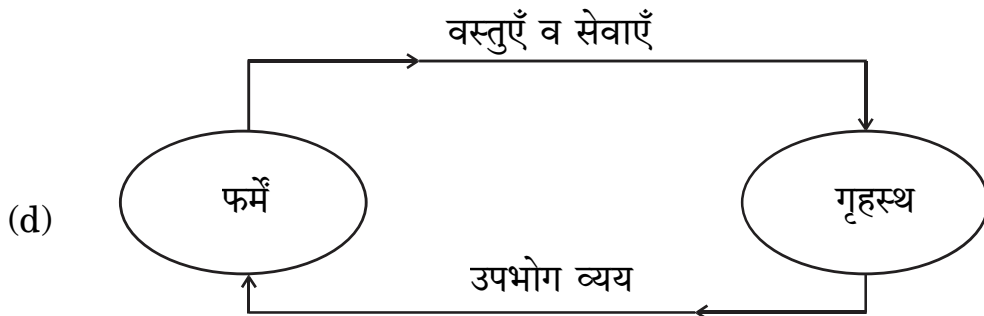 वस्तुएँ व सेवाएँ
(d) फर्में गृहस्थ
उपभोग व्यय